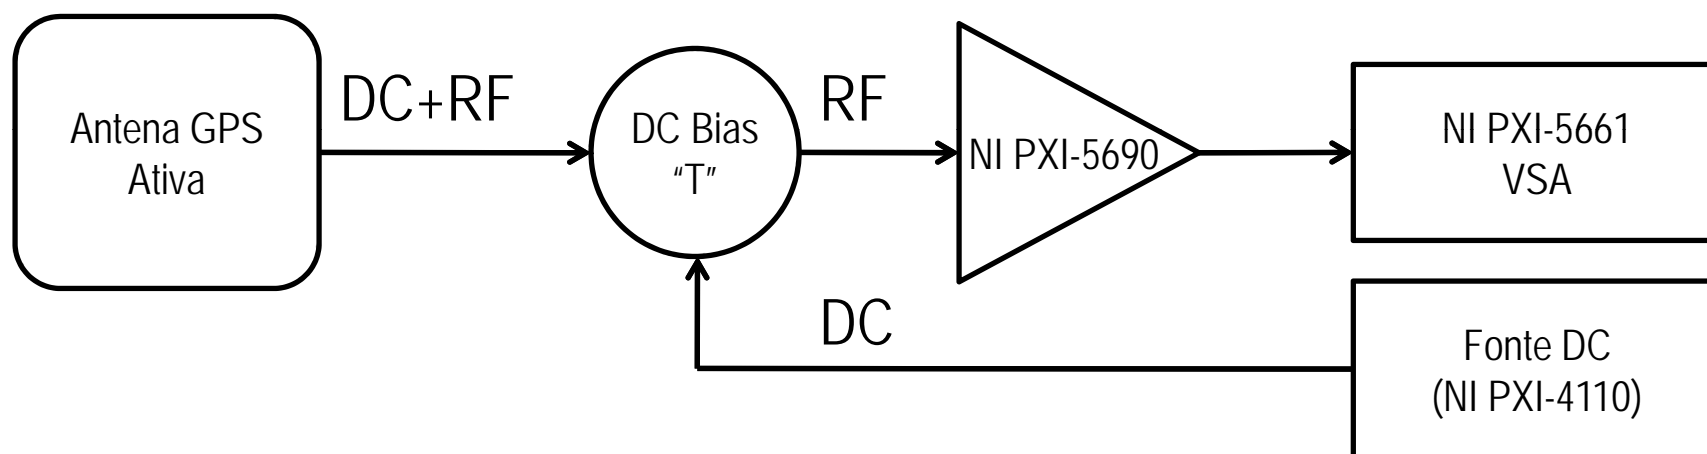 Antena GPS
Ativa
DC+RF
DC Bias
“T”
RF
NI PXI-5690
NI PXI-5661
VSA
DC
Fonte DC
(NI PXI-4110)